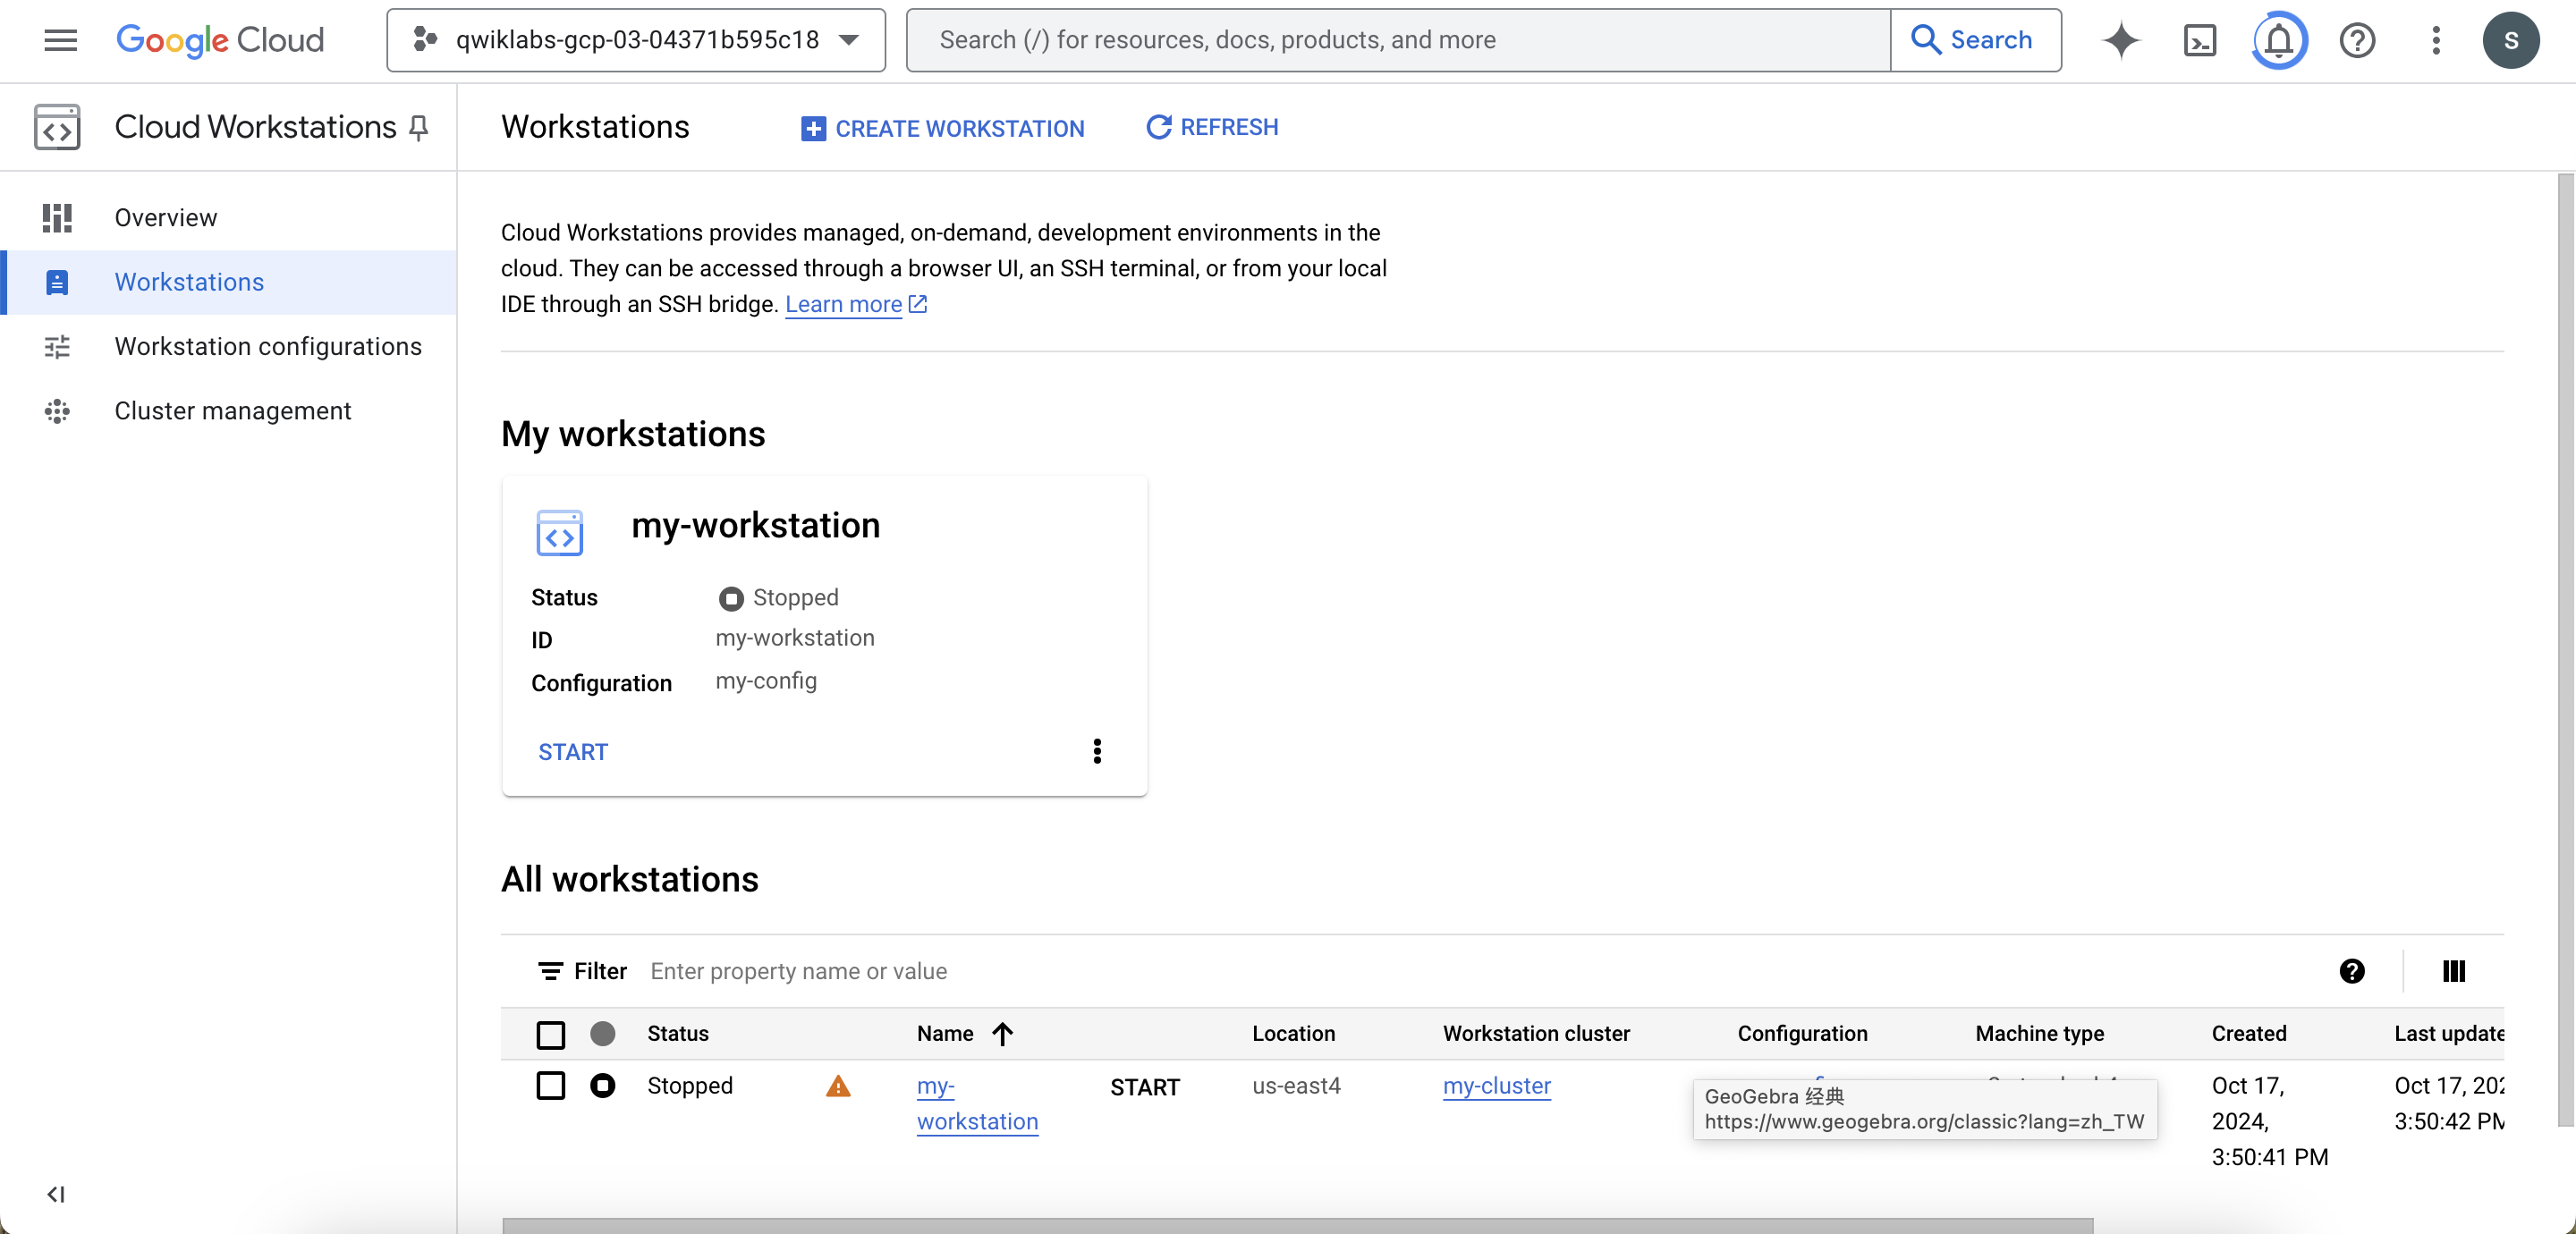 Google Cloud
qwiklabs-gcp-03-04371b595c18
Search (/) for resources, docs, products, and more
Search
S
Cloud Workstations
Overview
Workstations
Workstation configurations
Cluster management
Workstations
CREATE WORKSTATION
REFRESH
Cloud Workstations provides managed, on-demand, development environments in the
cloud. They can be accessed through a browser UI, an SSH terminal, or from your local
IDE through an SSH bridge. Learn more
My workstations
my-workstation
Status Stopped
ID my-workstation
Configuration my-config
START
All workstations
Filter Enter property name or value
Status Name Location Workstation cluster Configuration Machine type Created Last update
Stopped my- START us-east4 my-cluster Oct 17, Oct 17, 202
workstation 2024, 3:50:42 PM
3:50:41 PM
GeoGebra 经典
https://www.geogebra.org/classic?lang=zh_TW